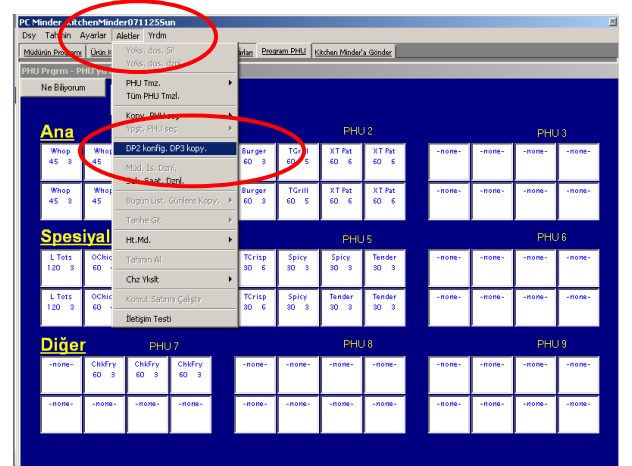 PC Minder KitchenMinder071125Sun
Dsy Tahmin Ayarlar Aletler Yrdm
Müdürün Programı Ürün K Program PHU Kitchen Minder'a Gönder
PHU Prgrm - PHU'ya
Ne Biliyorum
Yoks. dos. Sil
Yoks. dos. dznl.
PHU Tmz.
Tüm PHU Tmzl.
Kopy. PHU seç
Ypşt. PHU seç
DP2 konfig. DP3 kopy.
Müd. İs. Dznl.
Sak. Saat. Dznl.
Bugün List. Günlere Kopy.
Tarihe Git
Ht.Md.
Tahmin Al
Chz Ykslt
Komut Satırını Çalıştır
İletişim Testi
Ana PHU 2 PHU 3
Whop Whop Burger TGrill XT Pat XT Pat -none- -none- -none- -none-
45 3 45 60 3 60 5 60 6 60 6
Whop Whop Burger TGrill XT Pat XT Pat -none- -none- -none- -none-
45 3 45 60 3 60 5 60 6 60 6
Spesiyal PHU 5 PHU 6
L Tots OChic TCrisp Spicy Spicy Tender -none- -none- -none- -none-
120 3 60 30 6 30 3 30 3 30 3
L Tots OChic TCrisp Spicy Tender Tender -none- -none- -none- -none-
120 3 60 30 6 30 3 30 3 30 3
Diğer PHU 7 PHU 8 PHU 9
-none- ChkFry ChkFry ChkFry -none- -none- -none- -none- -none- -none- -none- -none-
60 3 60 3 60 3
-none- -none- -none- -none- -none- -none- -none- -none- -none- -none- -none- -none-